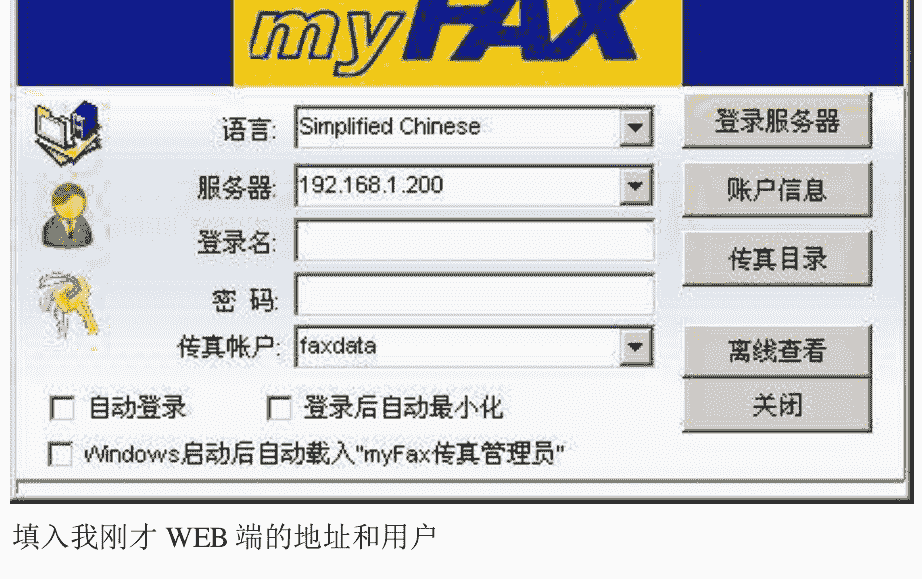 myFAX
语言: Simplified Chinese 登录服务器
服务器: 192.168.1.200 账户信息
登录名: 传真目录
密 码:
传真帐户: faxdata 离线查看
自动登录 登录后自动最小化 关闭
Windows启动后自动载入"myFax传真管理员"
填入我刚才 WEB 端的地址和用户